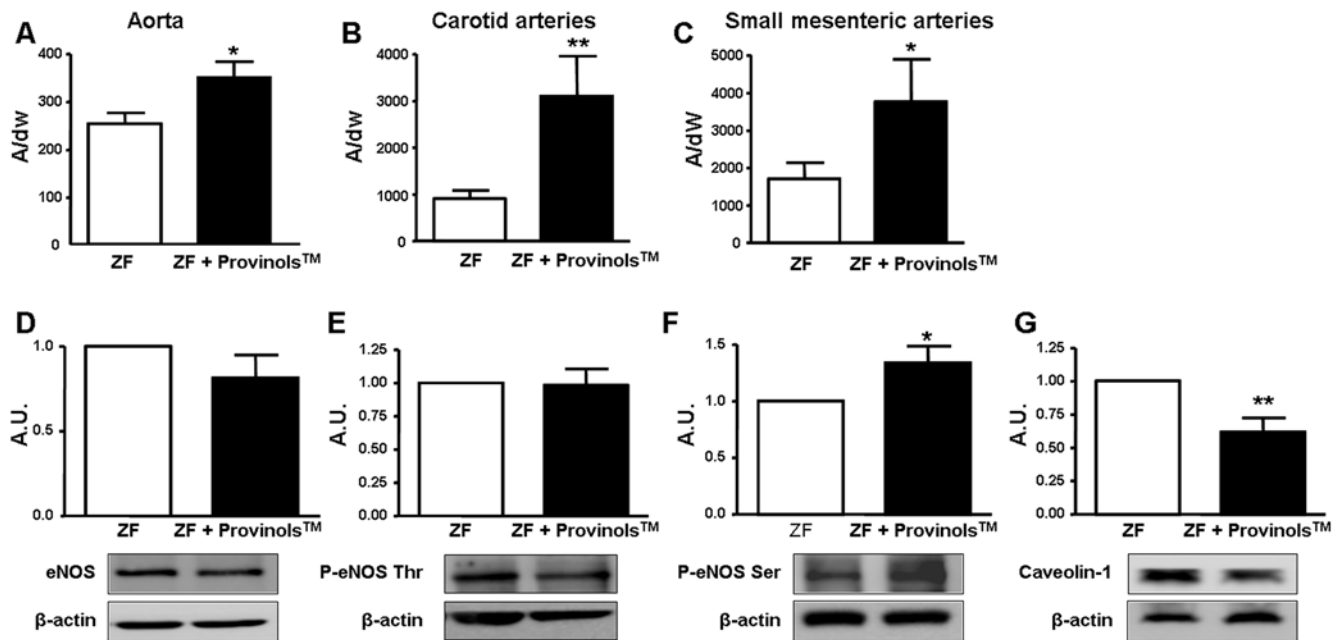 Aorta
Carotid arteries
Small mesenteric arteries
A
B
C
*
**
*
400
300
200
100
0
A/dw
4000
3000
2000
1000
0
A/dw
5000
4000
3000
2000
1000
0
A/dW
ZF ZF + Provinols™
ZF ZF + Provinols™
ZF ZF + Provinols™
D
E
F
G
*
**
1.0
0.5
0.0
A.U.
1.25
1.00
0.75
0.50
0.25
0.00
A.U.
1.5
1.0
1.5
0.0
A.U.
1.25
1.00
0.75
0.50
0.25
0.00
A.U.
ZF ZF + Provinols™
ZF ZF + Provinols™
ZF ZF + Provinols™
ZF ZF + Provinols™
eNOS
P-eNOS Thr
P-eNOS Ser
Caveolin-1
β-actin
β-actin
β-actin
β-actin